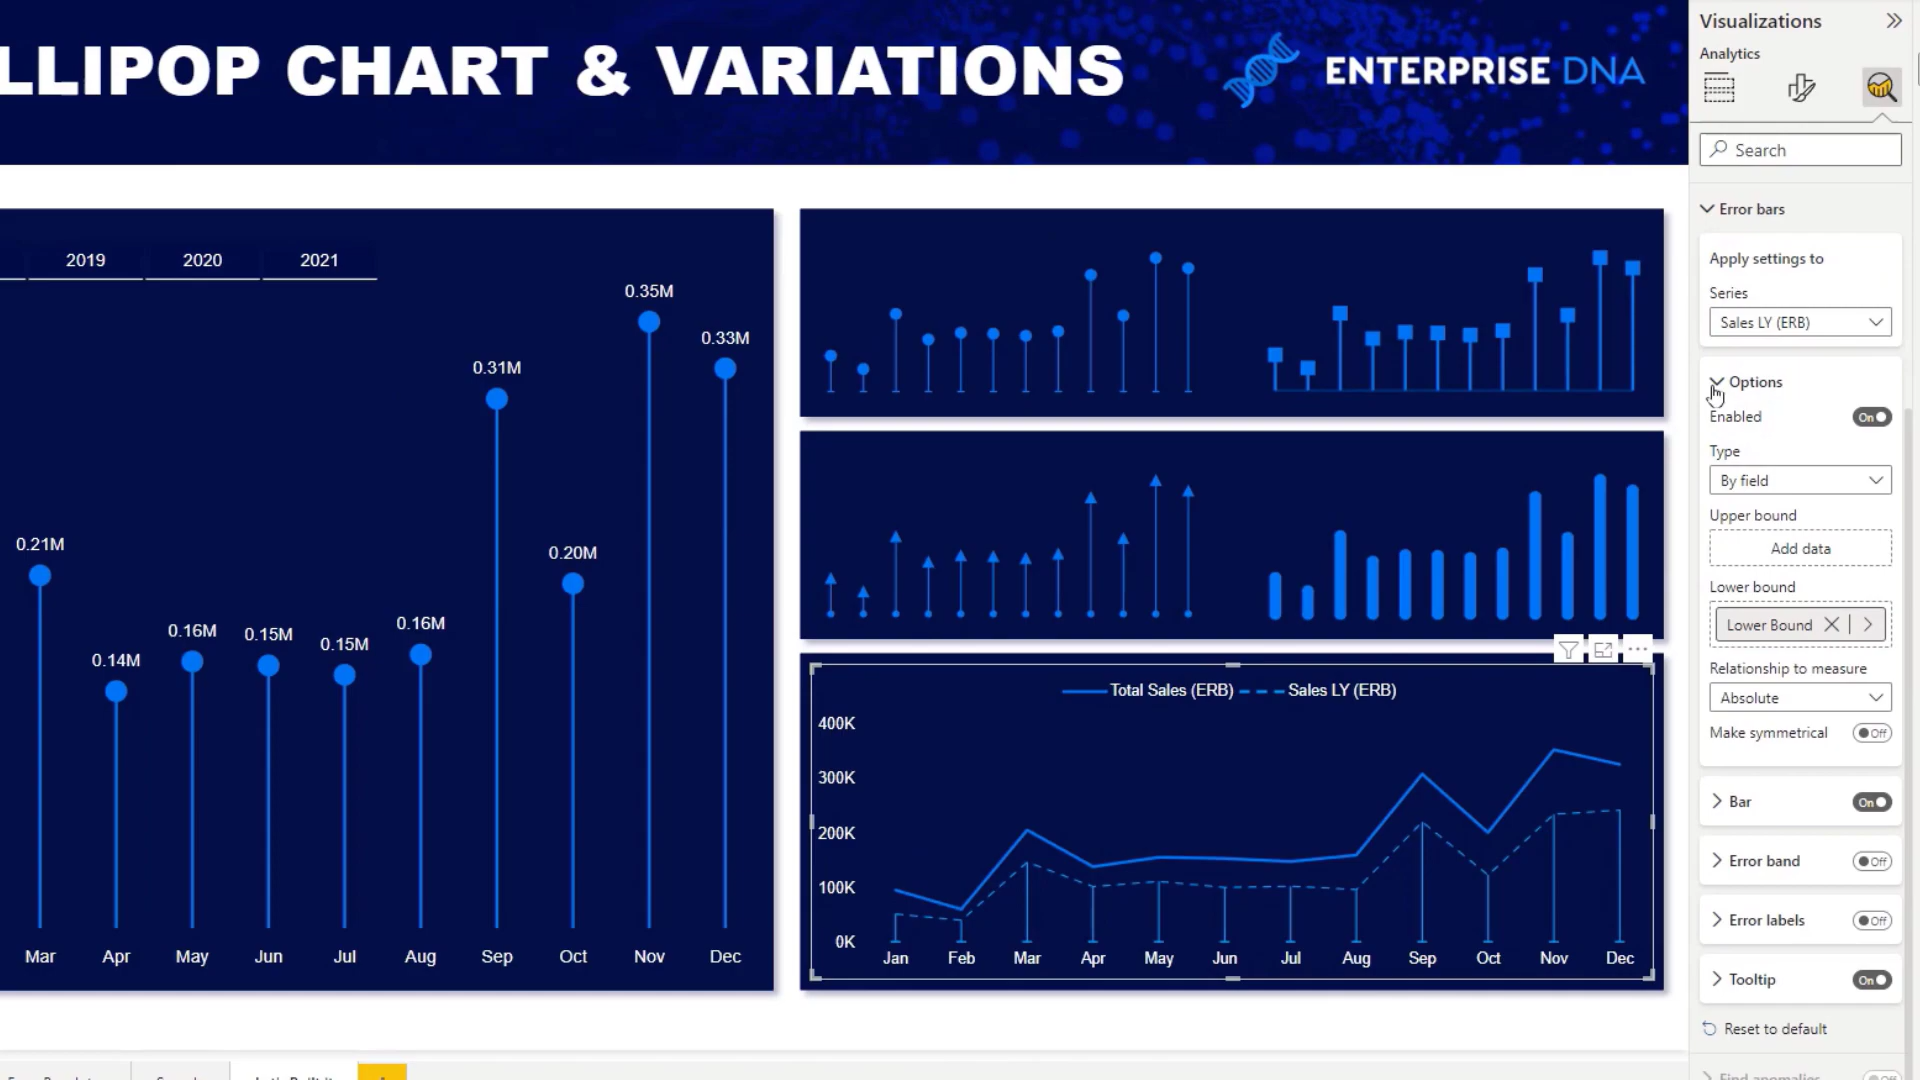 LLIPOP CHART & VARIATIONS
ENTERPRISE DNA
2019 2020 2021
0.35M
0.33M
0.31M
0.21M
0.20M
0.16M
0.16M
0.15M
0.15M
0.14M
Mar Apr May Jun Jul Aug Sep Oct Nov Dec
Total Sales (ERB) Sales LY (ERB)
400K
300K
200K
100K
0K
Jan Feb Mar Apr May Jun Jul Aug Sep Oct Nov Dec
Visualizations
Analytics
Search
Error bars
Apply settings to
Series
Sales LY (ERB)
Options
Enabled On
Type
By field
Upper bound
Add data
Lower bound
Lower Bound
Relationship to measure
Absolute
Make symmetrical Off
Bar On
Error band Off
Error labels Off
Tooltip On
Reset to default
Find anomalies Off